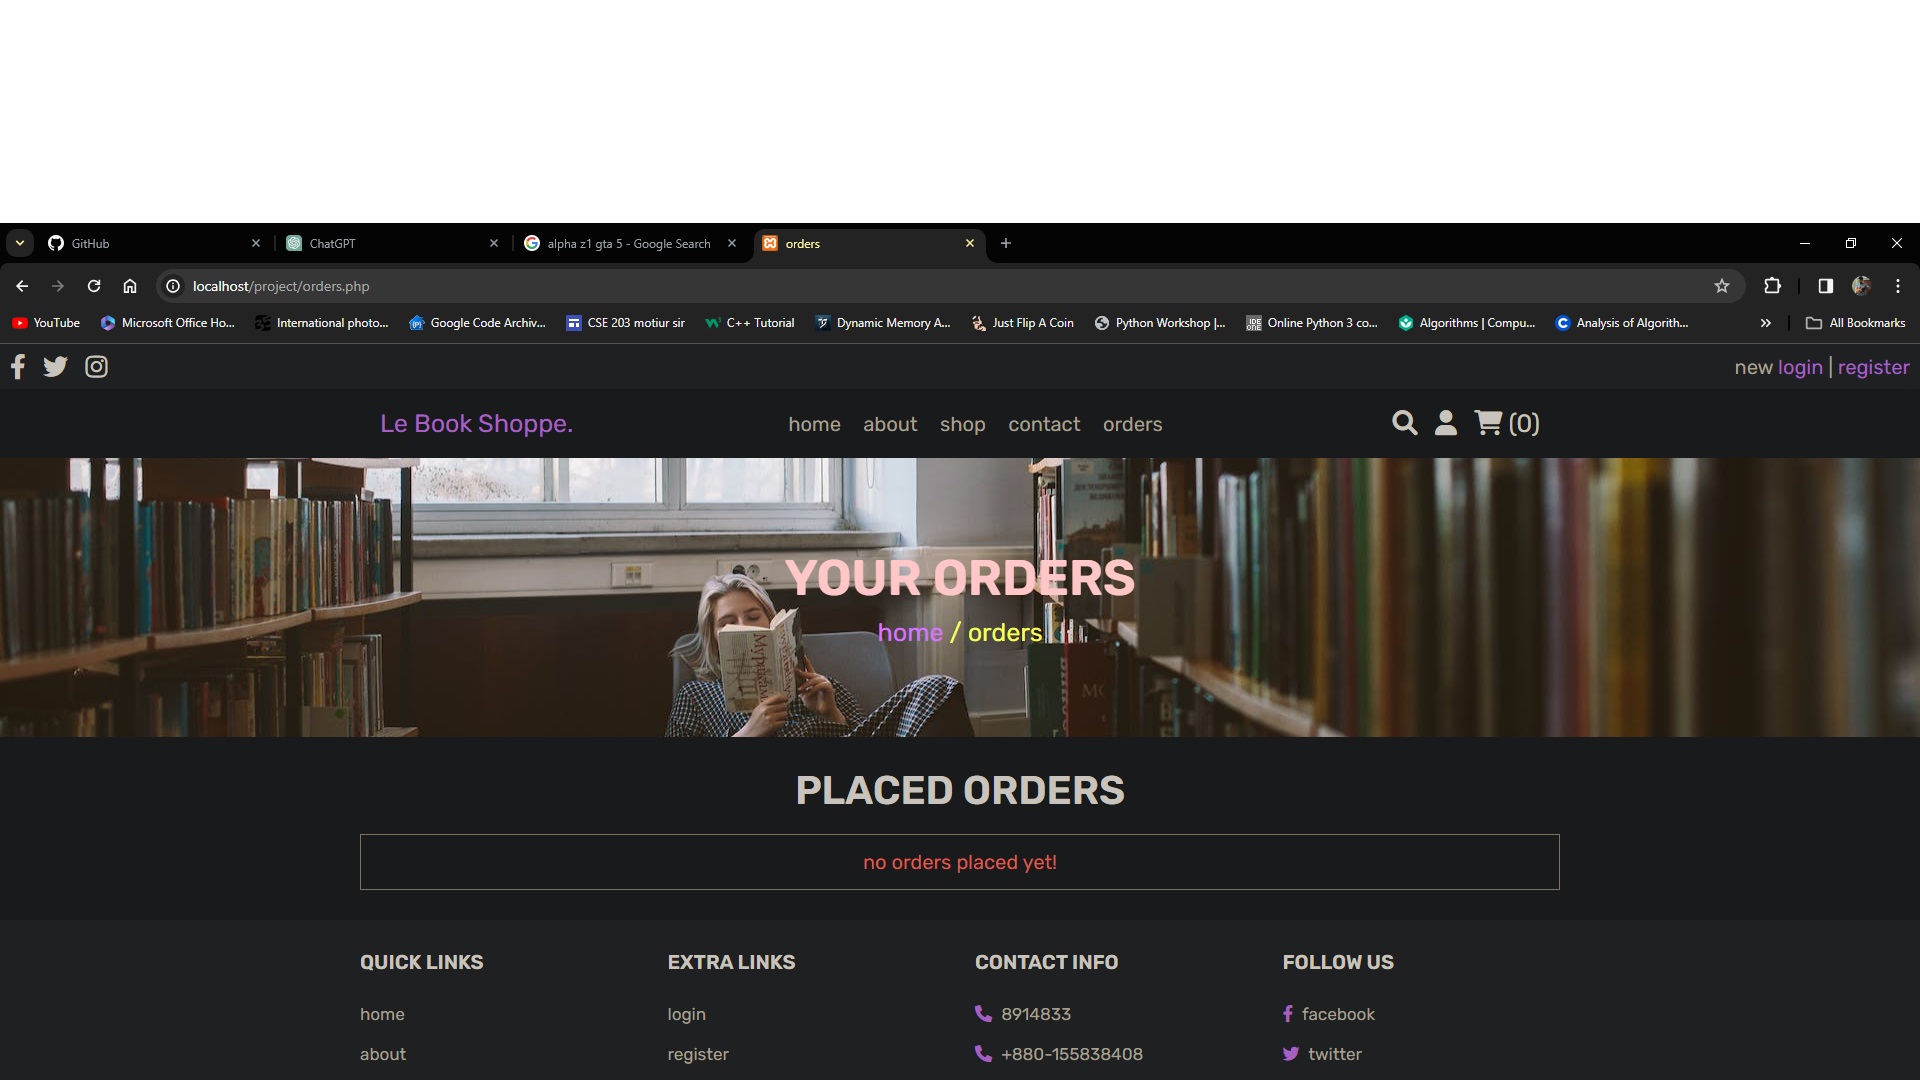 GitHub
ChatGPT
alpha z1 gta 5 - Google Search
orders
localhost/project/orders.php
YouTube
Microsoft Office Ho...
International photo...
Google Code Archiv...
CSE 203 motiur sir
C++ Tutorial
Dynamic Memory A...
Just Flip A Coin
Python Workshop |...
Online Python 3 co...
Algorithms | Compu...
Analysis of Algorith...
All Bookmarks
new login | register
Le Book Shoppe.
home about shop contact orders
(0)
YOUR ORDERS
home / orders
PLACED ORDERS
no orders placed yet!
QUICK LINKS
home
about
EXTRA LINKS
login
register
CONTACT INFO
8914833
+880-155838408
FOLLOW US
facebook
twitter